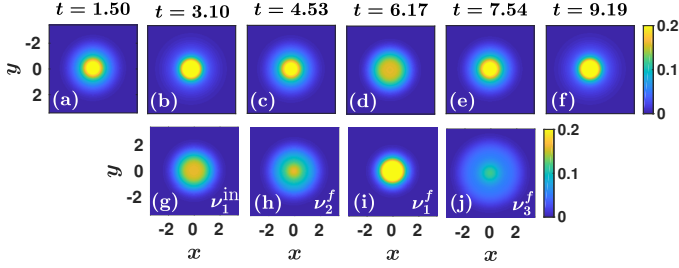 t = 1.50 t = 3.10 t = 4.53 t = 6.17 t = 7.54 t = 9.19
-2
0
2
y
(a) (b) (c) (d) (e) (f)
0.2
0.1
0
2
0
-2
y
(g) ν₁ⁱⁿ (h) ν₂ᶠ (i) ν₁ᶠ (j) ν₃ᶠ
0.2
0.1
0
-2 0 2 -2 0 2 -2 0 2 -2 0 2
x x x x